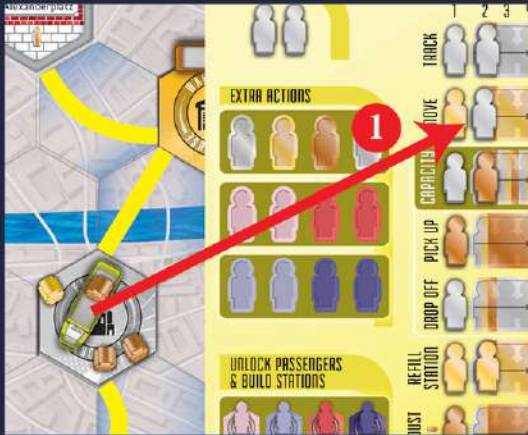 Alexanderplatz
1 2 3
TRACK
EXTRA ACTIONS
1
MOVE
CAPACITY
PICK UP
DROP OFF
UNLOCK PASSENGERS
& BUILD STATIONS
REFILL
STATION